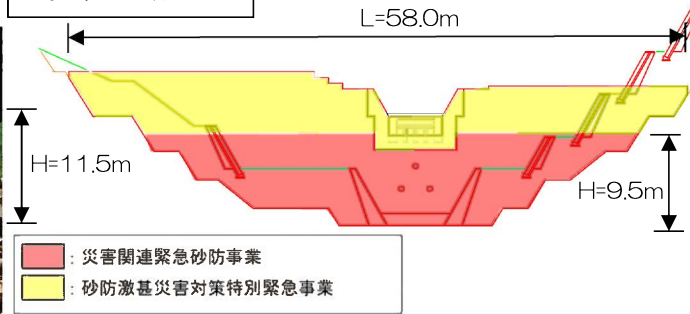 L=58.0m
H=11.5m
H=9.5m
：災害関連緊急砂防事業
：砂防激甚災害対策特別緊急事業